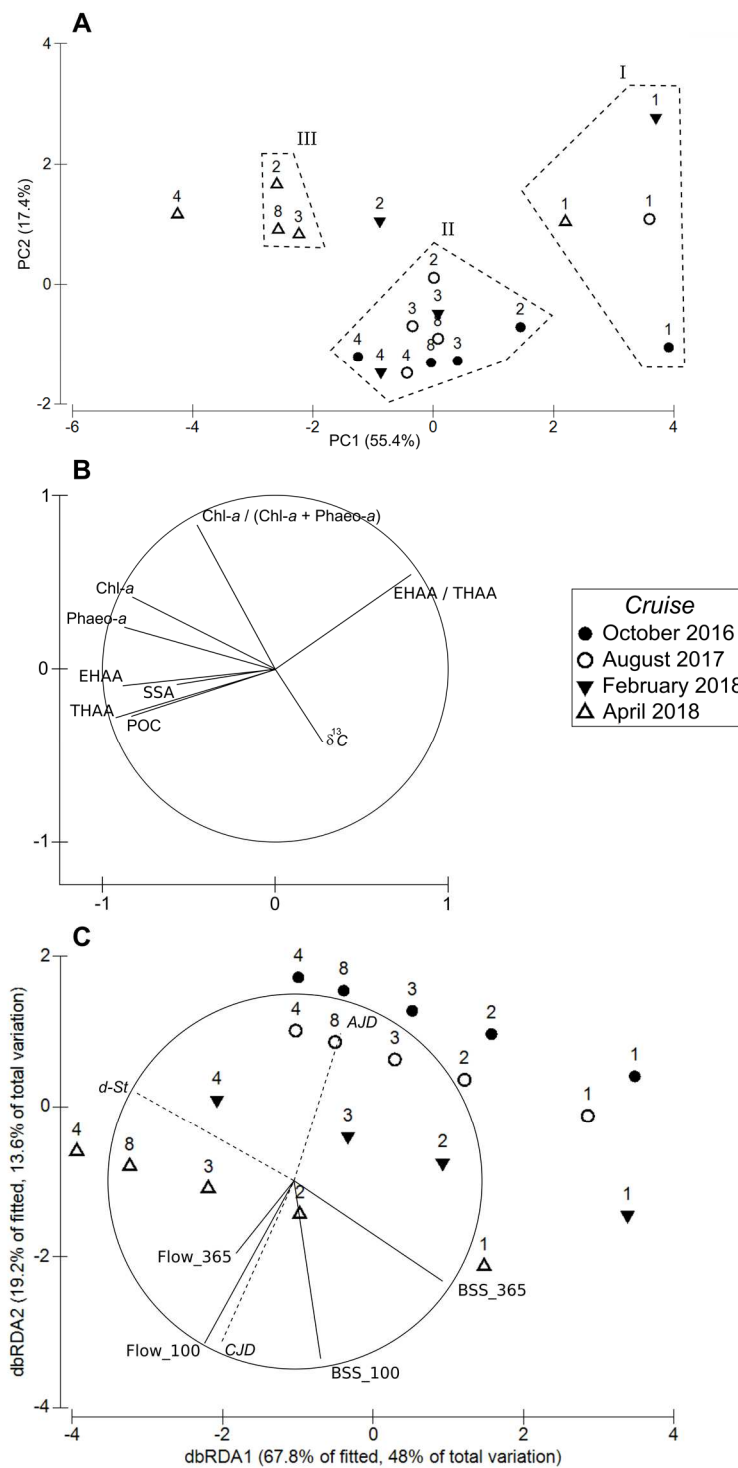 A
4
2
0
-2
PC2 (17.4%)
I
1
III
2
4
8
3
2
II
1
1
2
3
3
8
2
4
4
4
8
3
1
-6
-4
-2
0
2
4
PC1 (55.4%)
B
1
0
-1
Chl-a / (Chl-a + Phaeo-a)
Chl-a
EHAA / THAA
Phaeo-a
EHAA
SSA
THAA
POC
δ13C
-1
0
1
Cruise
October 2016
August 2017
February 2018
April 2018
C
2
0
-2
-4
dbRDA2 (19.2% of fitted, 13.6% of total variation)
4
8
3
2
1
4
8
AJD
3
2
1
d-St
4
3
2
1
4
8
3
2
1
Flow_365
BSS_365
Flow_100
CJD
BSS_100
-4
-2
0
2
4
dbRDA1 (67.8% of fitted, 48% of total variation)